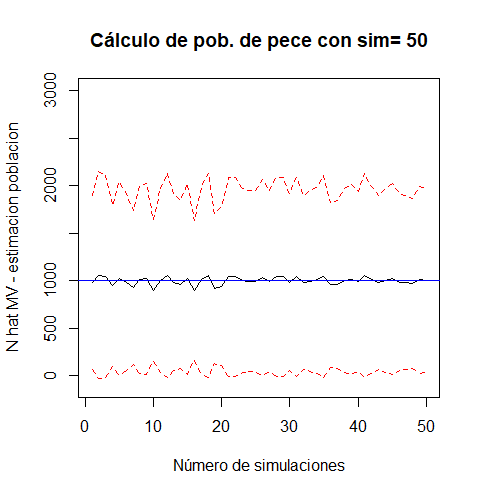 Cálculo de pob. de pece con sim= 50
N hat MV - estimacion poblacion
3000
2000
1000
500
0
0 10 20 30 40 50
Número de simulaciones